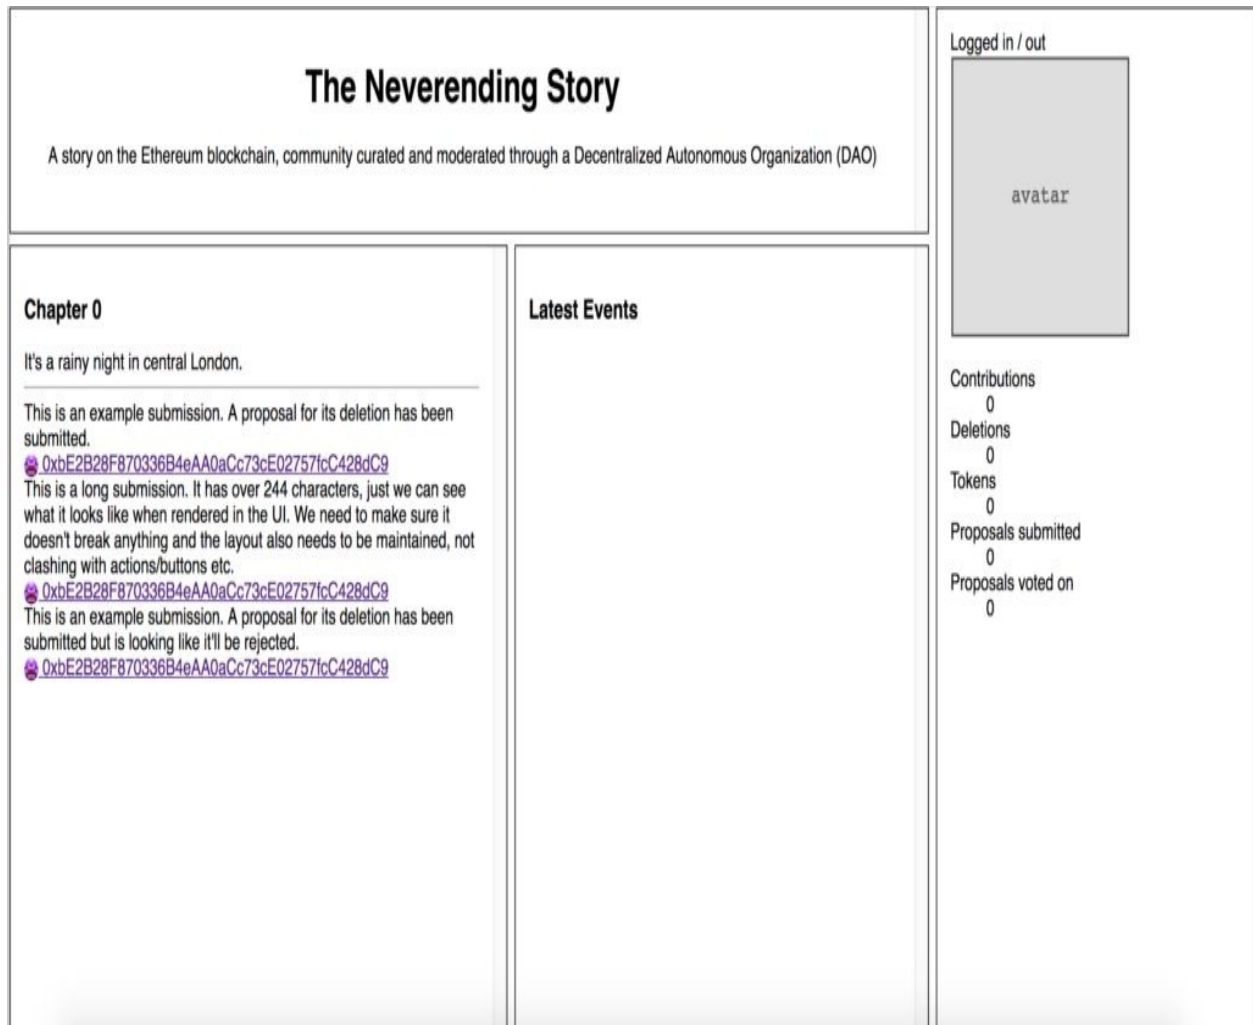 The Neverending Story
A story on the Ethereum blockchain, community curated and moderated through a Decentralized Autonomous Organization (DAO)
Chapter 0
It's a rainy night in central London.
This is an example submission. A proposal for its deletion has been
submitted.
0xbE2B28F870336B4eAA0aCc73cE02757fcC428dC9
This is a long submission. It has over 244 characters, just we can see
what it looks like when rendered in the UI. We need to make sure it
doesn't break anything and the layout also needs to be maintained, not
clashing with actions/buttons etc.
0xbE2B28F870336B4eAA0aCc73cE02757fcC428dC9
This is an example submission. A proposal for its deletion has been
submitted but is looking like it'll be rejected.
0xbE2B28F870336B4eAA0aCc73cE02757fcC428dC9
Latest Events
Logged in / out
avatar
Contributions
0
Deletions
0
Tokens
0
Proposals submitted
0
Proposals voted on
0